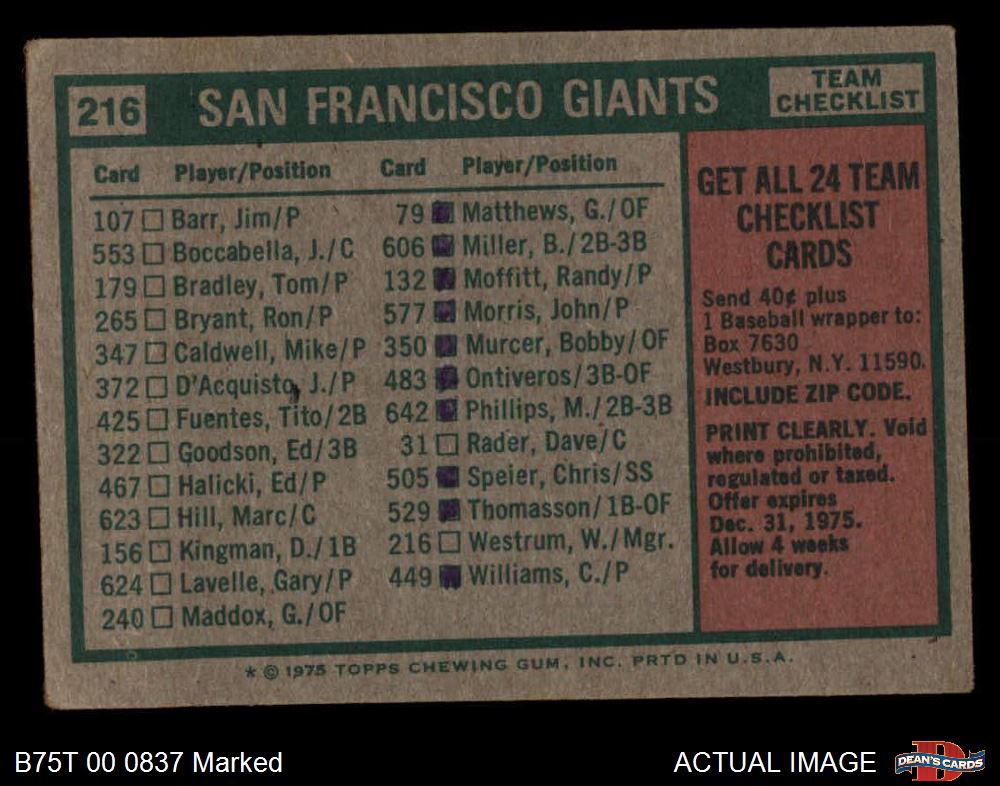 216 SAN FRANCISCO GIANTS TEAM CHECKLIST
Card Player/Position
107 Barr, Jim/P
553 Boccabella, J./C
179 Bradley, Tom/P
265 Bryant, Ron/P
347 Caldwell, Mike/P
372 D'Acquisto, J./P
425 Fuentes, Tito/2B
322 Goodson, Ed/3B
467 Halicki, Ed/P
623 Hill, Marc/C
156 Kingman, D./1B
624 Lavelle, Gary/P
240 Maddox, G./OF
Card Player/Position
79 Matthews, G./OF
606 Miller, B./2B-3B
132 Moffitt, Randy/P
577 Morris, John/P
350 Murcer, Bobby/OF
483 Ontiveros/3B-OF
642 Phillips, M./2B-3B
31 Rader, Dave/C
505 Speier, Chris/SS
529 Thomasson/1B-OF
216 Westrum, W./Mgr.
449 Williams, C./P
GET ALL 24 TEAM
CHECKLIST
CARDS
Send 40¢ plus
1 Baseball wrapper to:
Box 7630
Westbury, N.Y. 11590.
INCLUDE ZIP CODE.
PRINT CLEARLY. Void
where prohibited,
regulated or taxed.
Offer expires
Dec. 31, 1975.
Allow 4 weeks
for delivery.
* © 1975 TOPPS CHEWING GUM, INC. PRTD IN U.S.A.
B75T 00 0837 Marked
ACTUAL IMAGE
D
DEAN'S CARDS